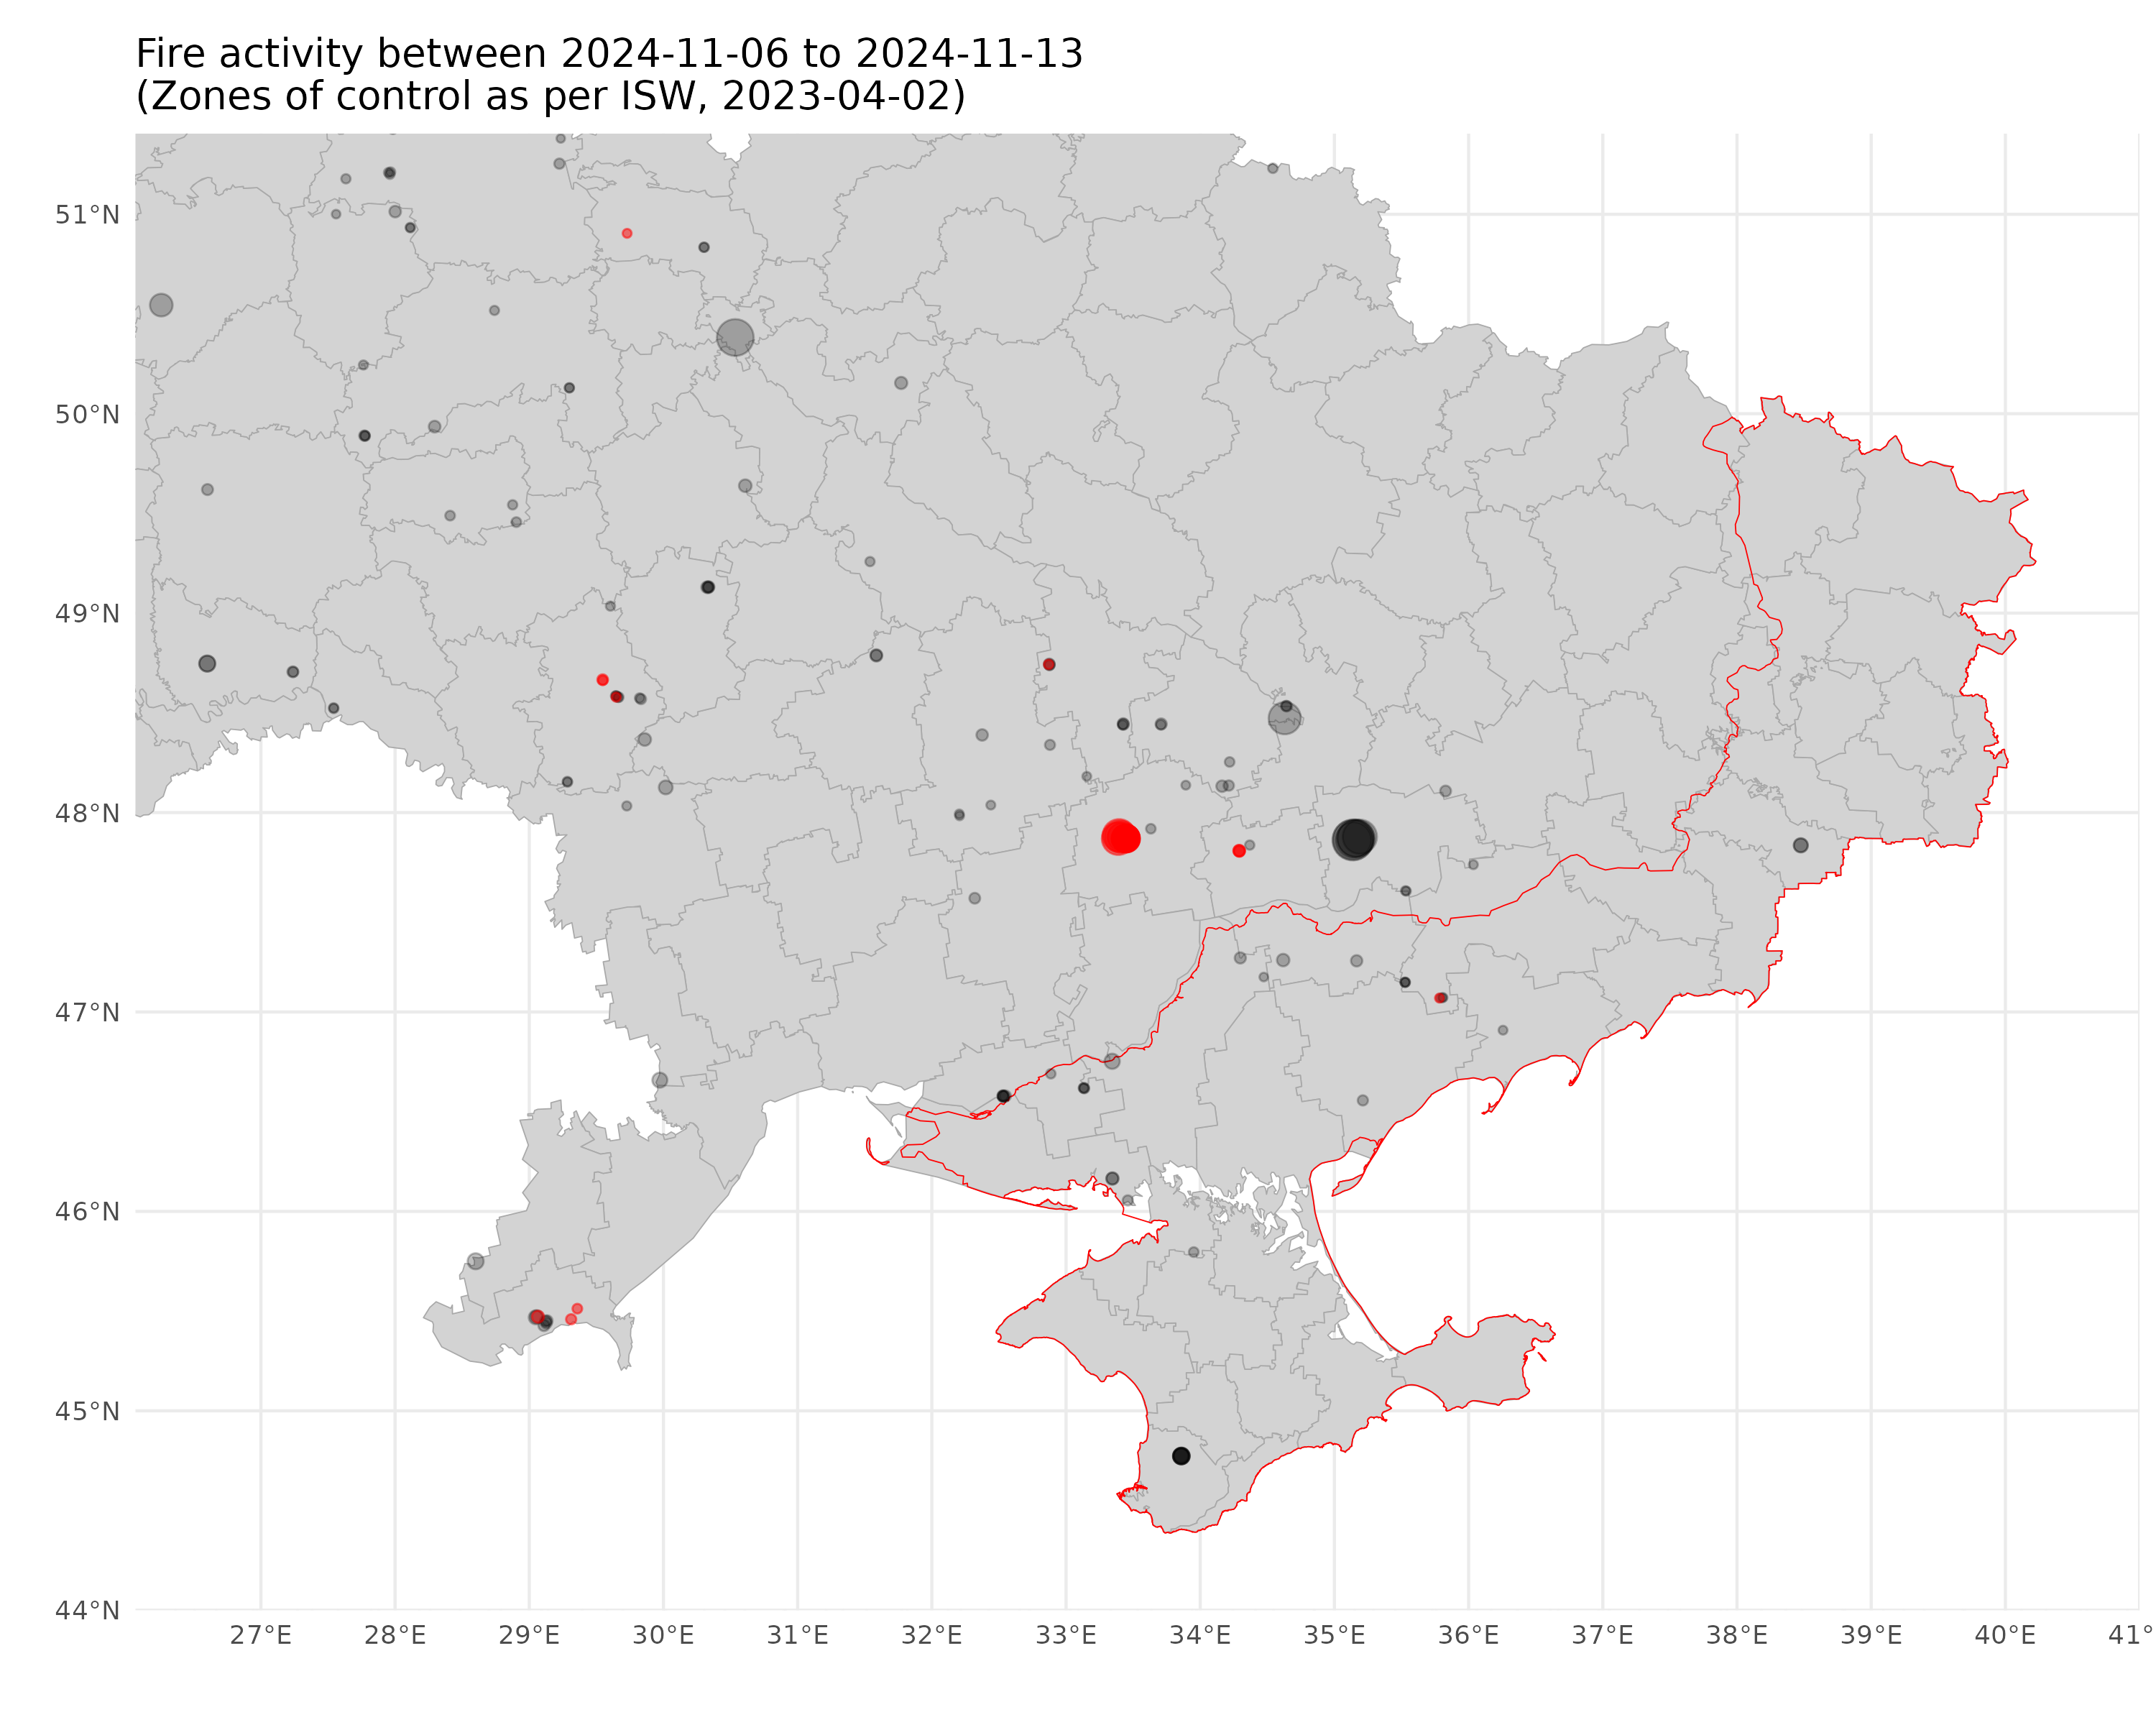 Fire activity between 2024-11-06 to 2024-11-13
(Zones of control as per ISW, 2023-04-02)
51°N
50°N
49°N
48°N
47°N
46°N
45°N
44°N
27°E 28°E 29°E 30°E 31°E 32°E 33°E 34°E 35°E 36°E 37°E 38°E 39°E 40°E 41°